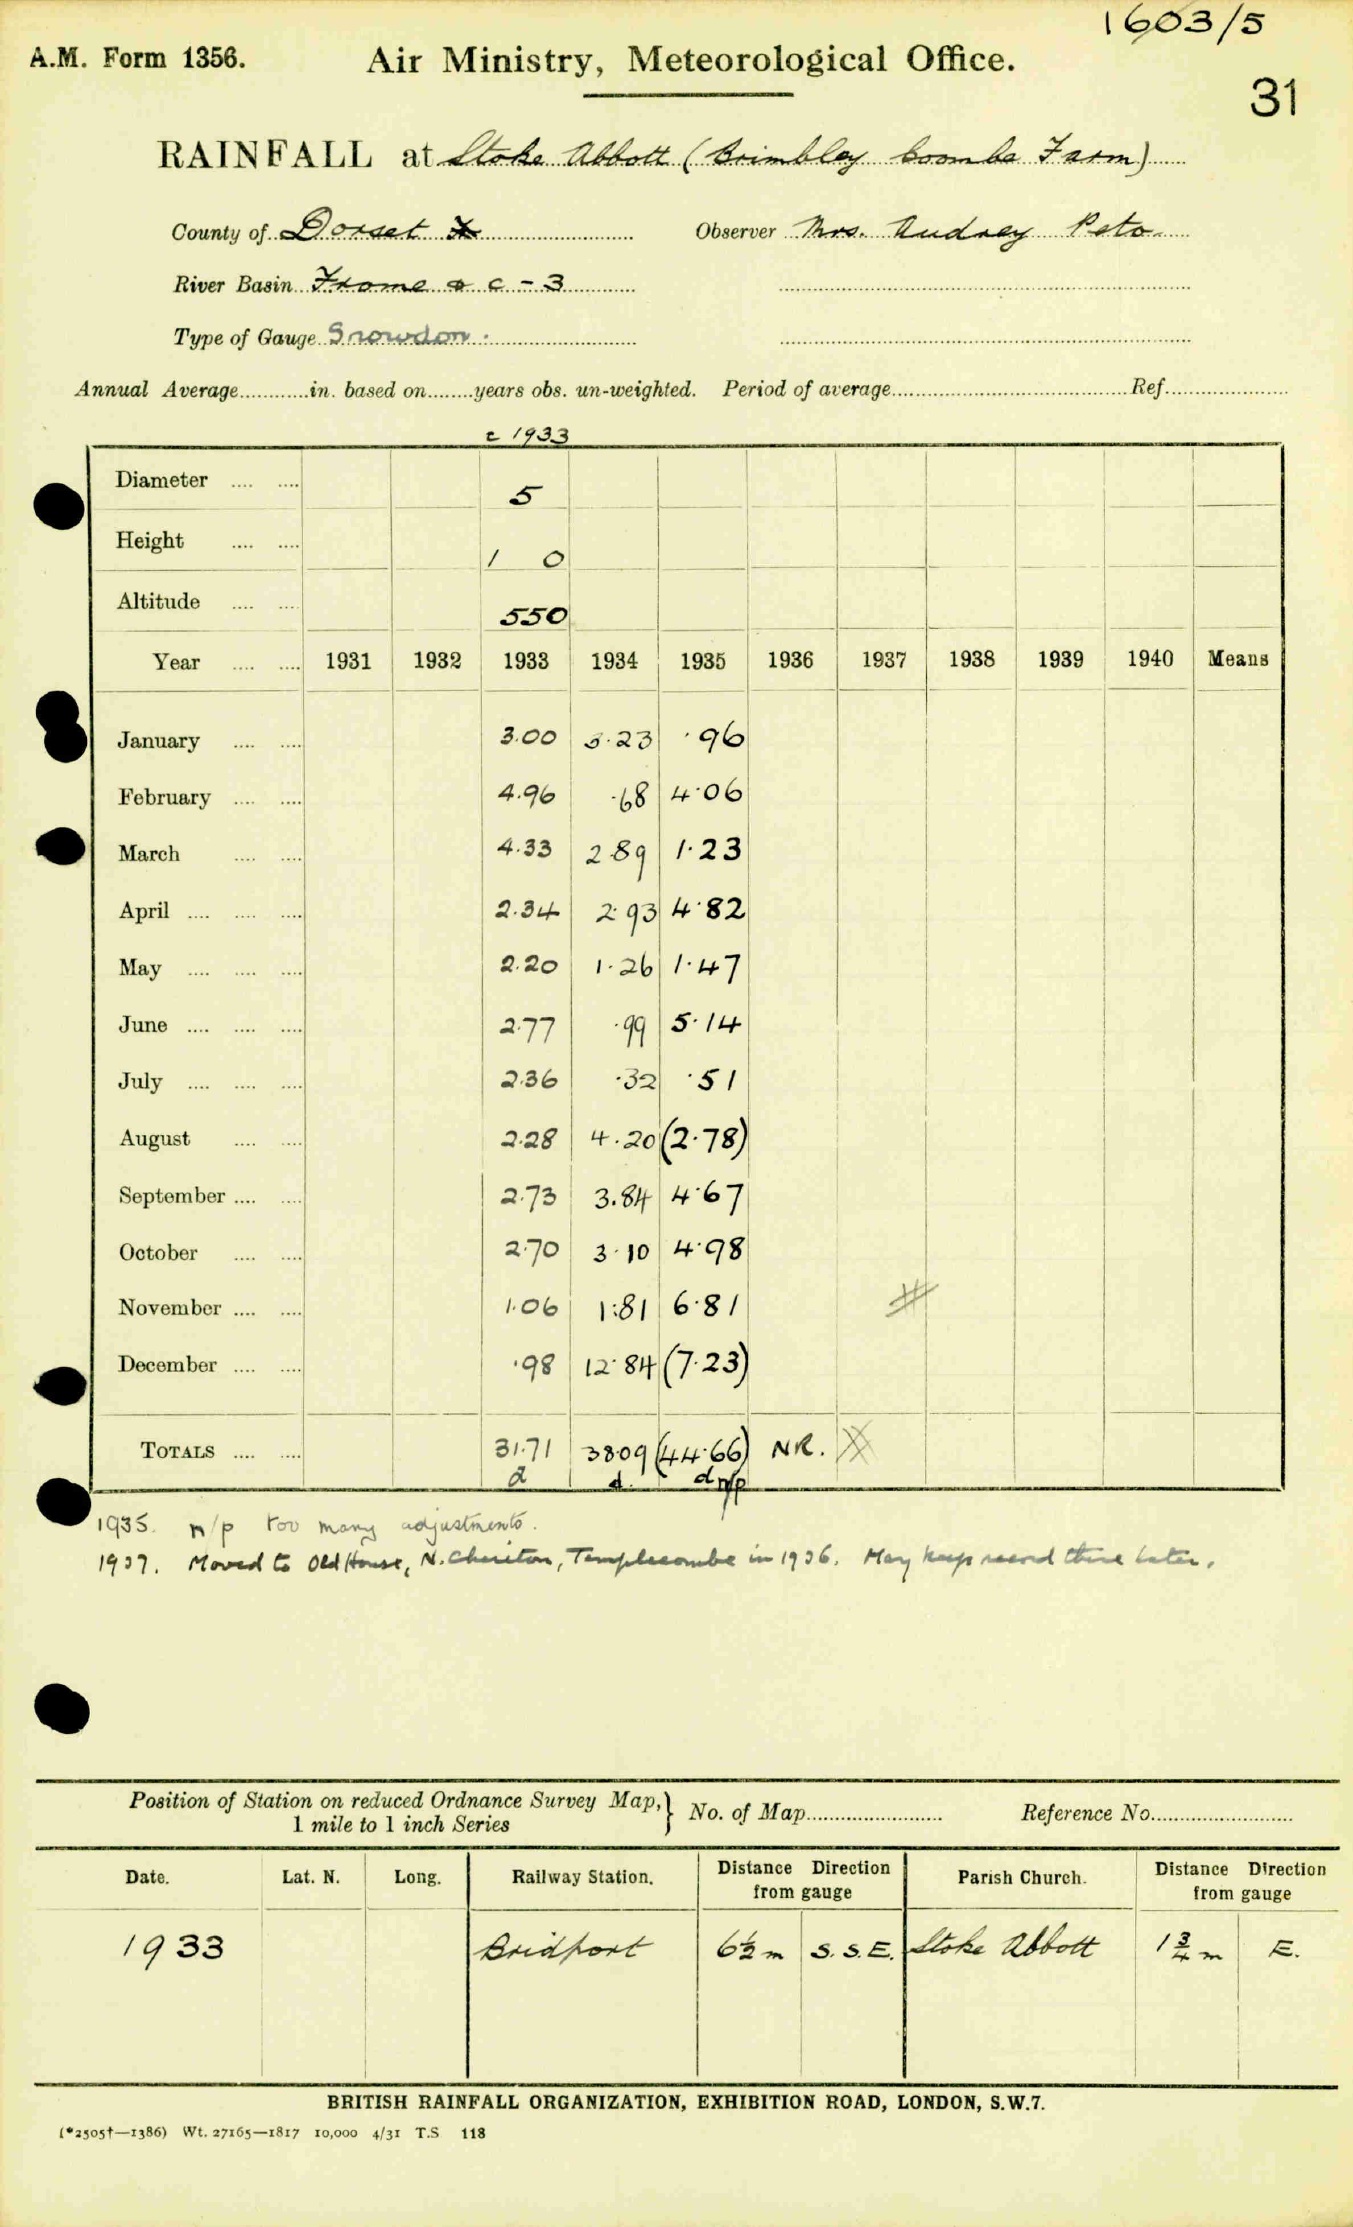 1603/5
A.M. Form 1356. Air Ministry, Meteorological Office.
31
RAINFALL at Stoke Abbott (Brimbley Coombe Farm)
County of Dorset Observer Mrs. Audrey Peto.
River Basin Frome & c - 3
Type of Gauge Snowdon.
Annual Average............in. based on........years obs. un-weighted. Period of average.................... Ref....................
c 1933
Diameter .... .... 5
Height .... .... 1 0
Altitude .... .... 550
Year .... .... 1931 1932 1933 1934 1935 1936 1937 1938 1939 1940 Means
January .... .... 3.00 3.23 .96
February .... .... 4.96 .68 4.06
March .... .... 4.33 2.89 1.23
April .... .... .... 2.34 2.93 4.82
May .... .... .... 2.20 1.26 1.47
June .... .... .... 2.77 .99 5.14
July .... .... .... 2.36 .32 .51
August .... .... 2.28 4.20 (2.78)
September .... .... 2.73 3.84 4.67
October .... .... 2.70 3.10 4.98
November .... .... 1.06 1.81 6.81
December .... .... .98 12.84 (7.23)
TOTALS .... .... 31.71 38.09 (44.66) NR.
d d. d n/p
1935. n/p too many adjustments.
1937. Moved to Old House, N. Cheriton, Templecombe in 1936. May keep record there later.
Position of Station on reduced Ordnance Survey Map, } No. of Map........................ Reference No........................
1 mile to 1 inch Series
Date. Lat. N. Long. Railway Station. Distance Direction from gauge Parish Church. Distance Direction from gauge
1933 Bridport 6½ m S.S.E. Stoke Abbott 1¾ m E.
BRITISH RAINFALL ORGANIZATION, EXHIBITION ROAD, LONDON, S.W.7.
(*2505†—1386) Wt. 27165—1817 10,000 4/31 T.S 118